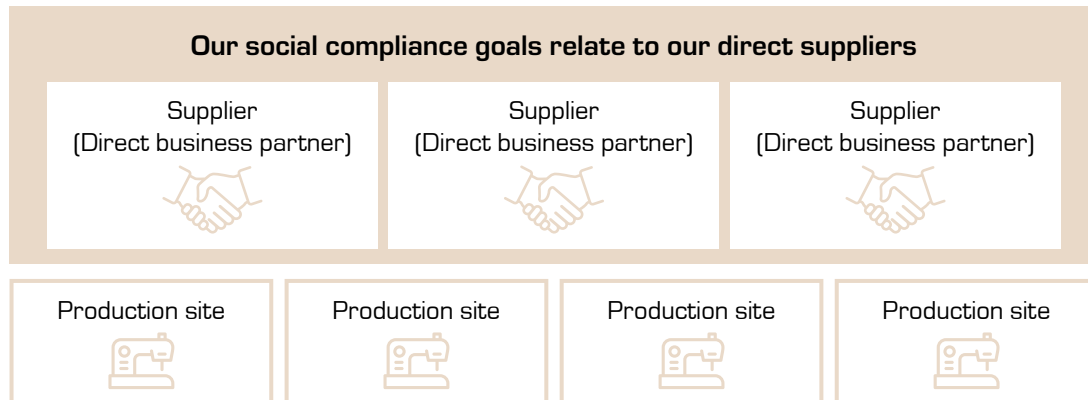 Our social compliance goals relate to our direct suppliers
Supplier
(Direct business partner)
Supplier
(Direct business partner)
Supplier
(Direct business partner)
Production site
Production site
Production site
Production site